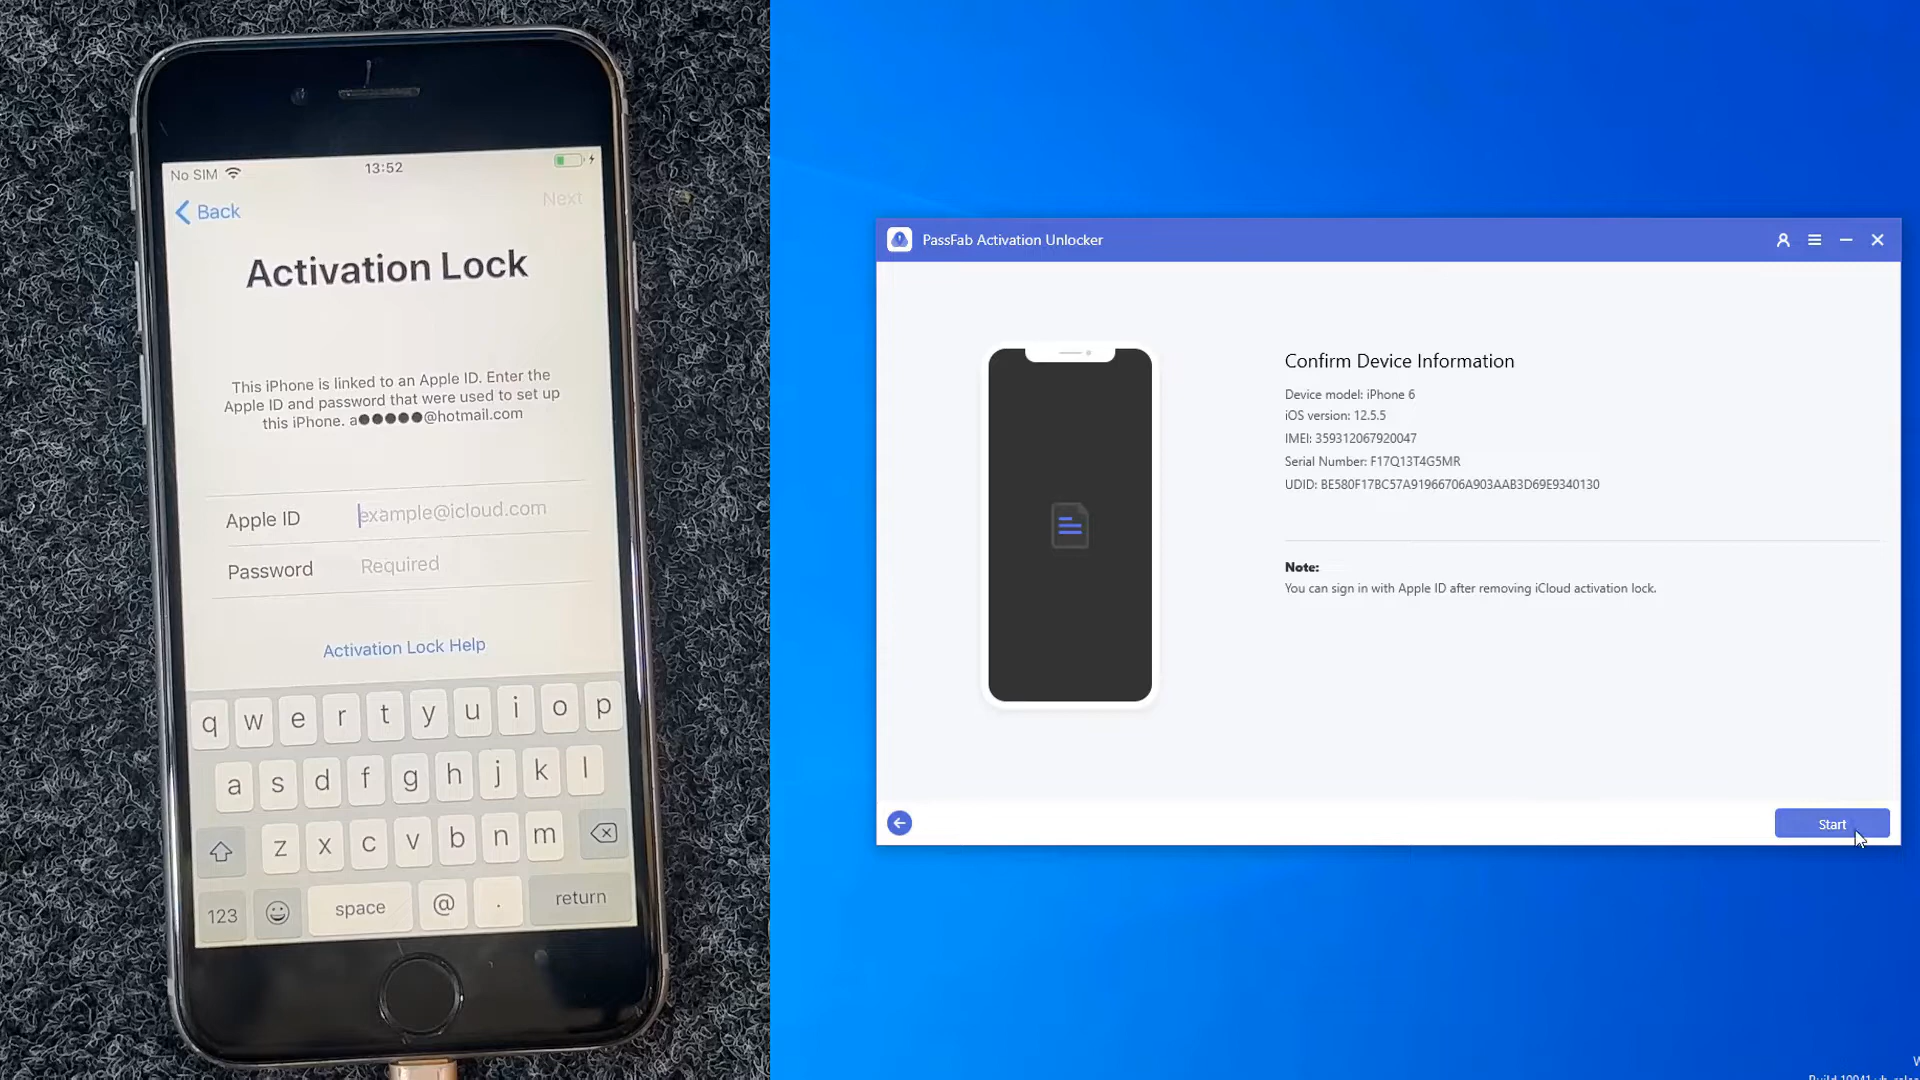 No SIM
13:52
Back
Next
Activation Lock
This iPhone is linked to an Apple ID. Enter the
Apple ID and password that were used to set up
this iPhone. a●●●●●@hotmail.com
Apple ID example@icloud.com
Password Required
Activation Lock Help
q w e r t y u i o p
a s d f g h j k l
z x c v b n m
123 space @ . return
PassFab Activation Unlocker
Confirm Device Information
Device model: iPhone 6
iOS version: 12.5.5
IMEI: 359312067920047
Serial Number: F17Q13T4G5MR
UDID: BE580F17BC57A91966706A903AAB3D69E9340130
Note:
You can sign in with Apple ID after removing iCloud activation lock.
Start